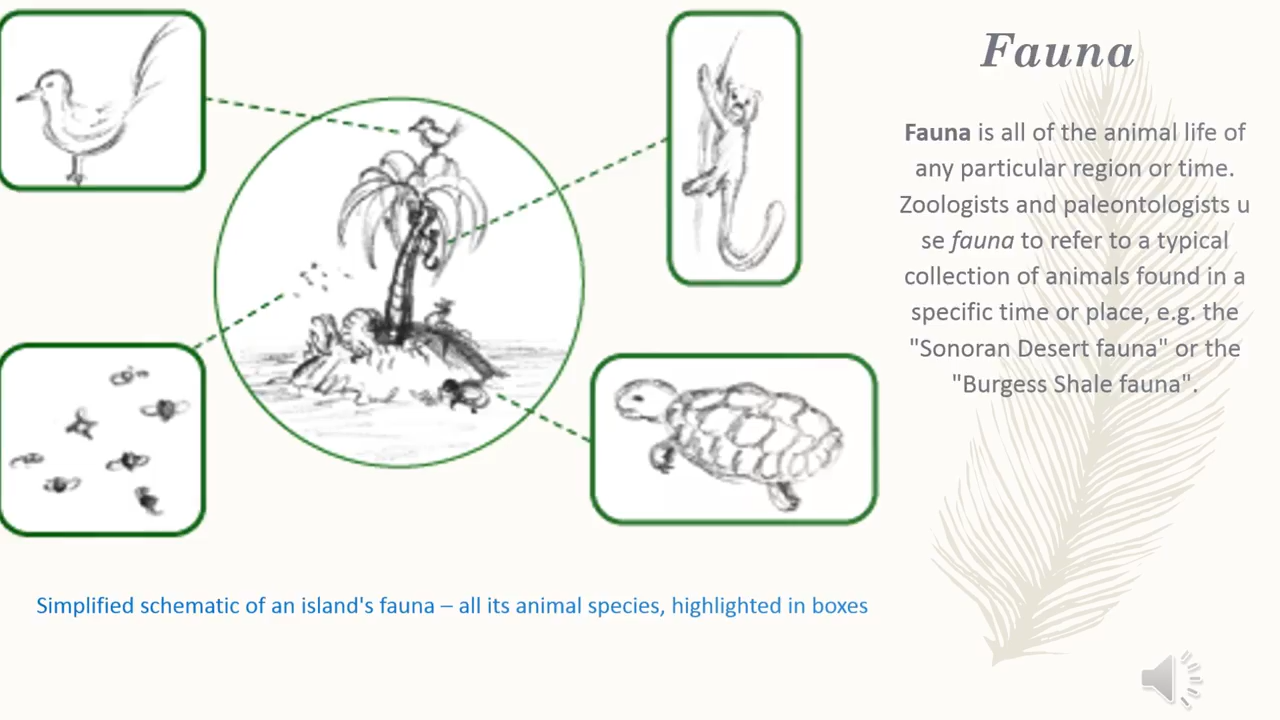 Fauna
Fauna is all of the animal life of
any particular region or time.
Zoologists and paleontologists u
se fauna to refer to a typical
collection of animals found in a
specific time or place, e.g. the
"Sonoran Desert fauna" or the
"Burgess Shale fauna".
Simplified schematic of an island's fauna – all its animal species, highlighted in boxes